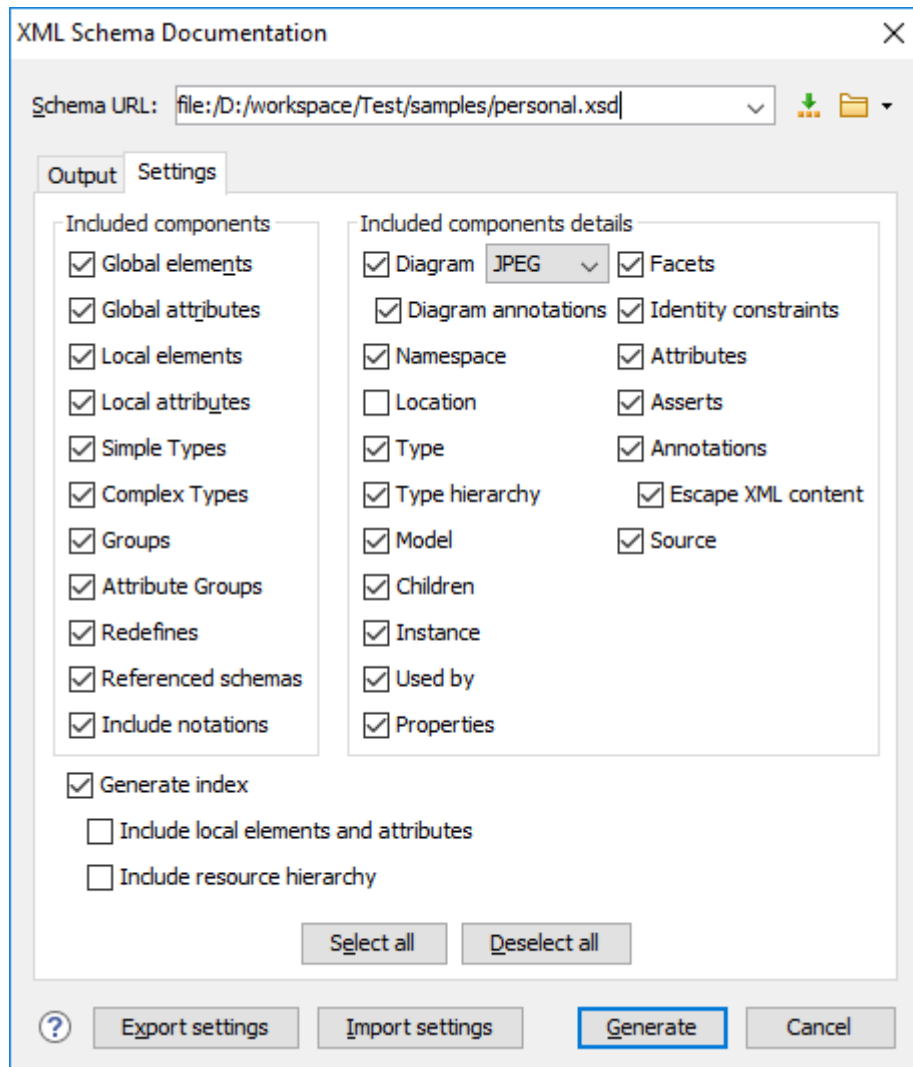 XML Schema Documentation
Schema URL: file:/D:/workspace/Test/samples/personal.xsd
Output Settings
Included components
Global elements
Global attributes
Local elements
Local attributes
Simple Types
Complex Types
Groups
Attribute Groups
Redefines
Referenced schemas
Include notations
Included components details
Diagram JPEG
Diagram annotations
Namespace
Location
Type
Type hierarchy
Model
Children
Instance
Used by
Properties
Facets
Identity constraints
Attributes
Asserts
Annotations
Escape XML content
Source
Generate index
Include local elements and attributes
Include resource hierarchy
Select all Deselect all
? Export settings Import settings Generate Cancel